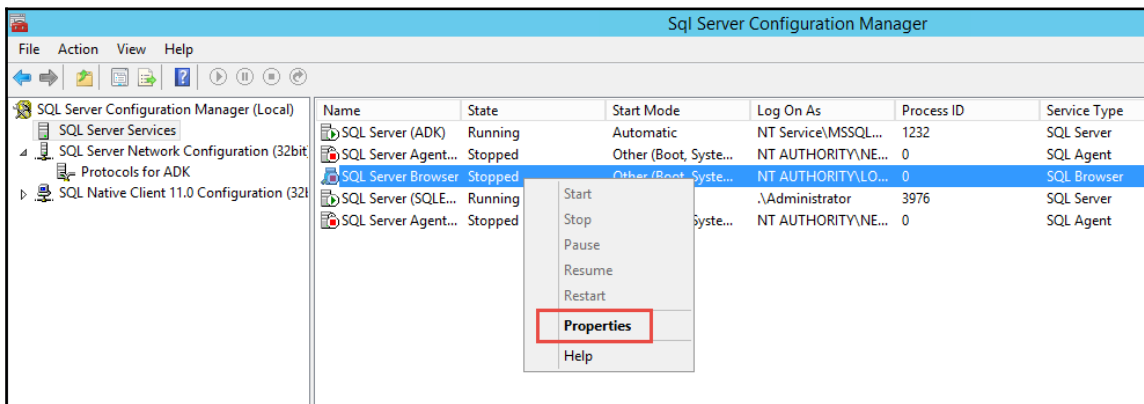 Sql Server Configuration Manager
File Action View Help
SQL Server Configuration Manager (Local)
SQL Server Services
SQL Server Network Configuration (32bit
Protocols for ADK
SQL Native Client 11.0 Configuration (32
Name State Start Mode Log On As Process ID Service Type
SQL Server (ADK) Running Automatic NT Service\MSSQL... 1232 SQL Server
SQL Server Agent... Stopped Other (Boot, Syste... NT AUTHORITY\NE... 0 SQL Agent
SQL Server Browser Stopped Other (Boot, Syste... NT AUTHORITY\LO... 0 SQL Browser
SQL Server (SQLE... Running .\Administrator 3976 SQL Server
SQL Server Agent... Stopped Syste... NT AUTHORITY\NE... 0 SQL Agent
Start
Stop
Pause
Resume
Restart
Properties
Help